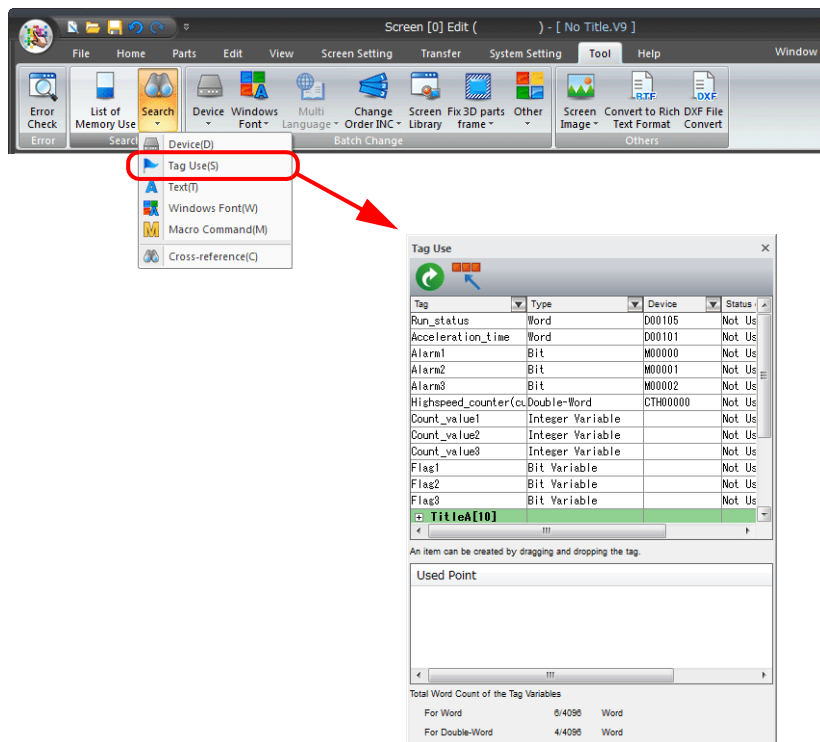 Screen [0] Edit ( ) - [ No Title.V9 ]
File Home Parts Edit View Screen Setting Transfer System Setting Tool Help Window
Error Check
List of Memory Use
Search
Device
Windows Font
Multi Language
Change Order INC
Screen Library
Fix 3D parts frame
Other
Screen Image
Convert to Rich Text Format
DXF File Convert
Error Search Batch Change Others
Device(D)
Tag Use(S)
Text(T)
Windows Font(W)
Macro Command(M)
Cross-reference(C)
Tag Use
Tag Type Device Status
Run_status Word D00105 Not Us
Acceleration_time Word D00101 Not Us
Alarm1 Bit M00000 Not Us
Alarm2 Bit M00001 Not Us
Alarm3 Bit M00002 Not Us
Highspeed_counter(cu Double-Word CTH00000 Not Us
Count_value1 Integer Variable Not Us
Count_value2 Integer Variable Not Us
Count_value3 Integer Variable Not Us
Flag1 Bit Variable Not Us
Flag2 Bit Variable Not Us
Flag3 Bit Variable Not Us
TitleA[10]
An item can be created by dragging and dropping the tag.
Used Point
Total Word Count of the Tag Variables
For Word 6/4096 Word
For Double-Word 4/4096 Word